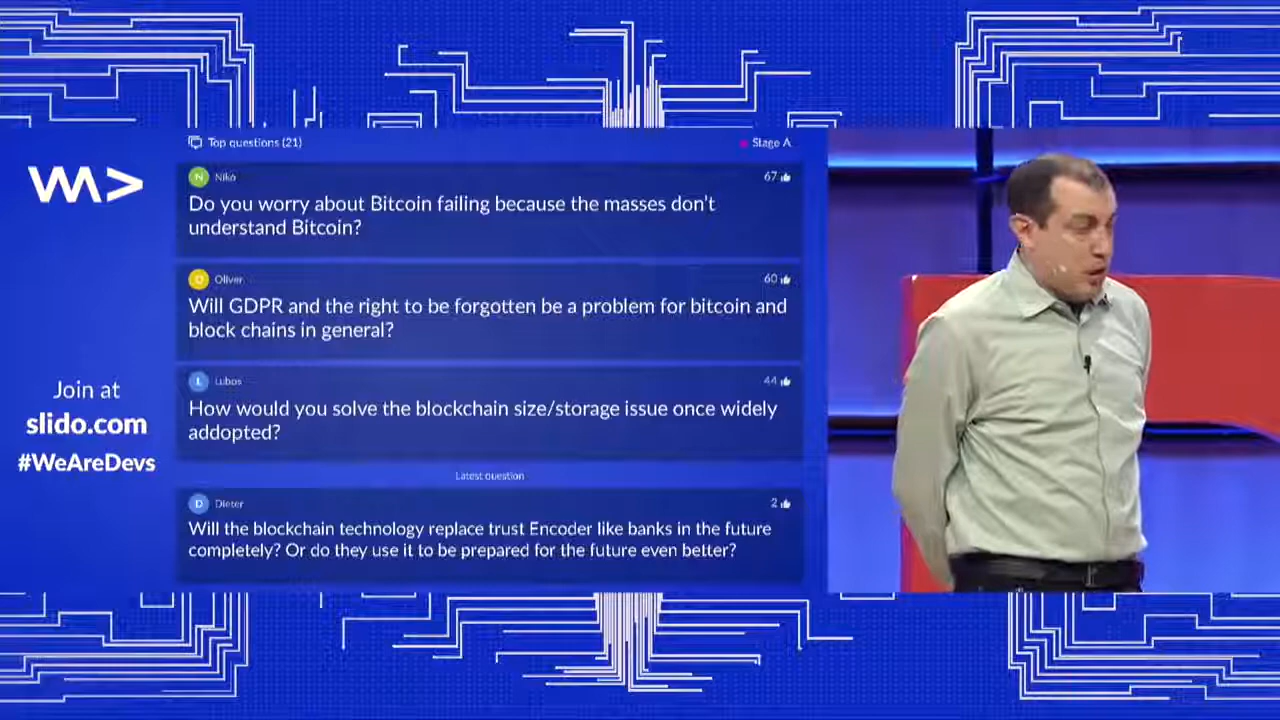 Top questions (21)
Stage A
N Niko
67
Do you worry about Bitcoin failing because the masses don't
understand Bitcoin?
O Oliver
60
Will GDPR and the right to be forgotten be a problem for bitcoin and
block chains in general?
L Lubos
44
How would you solve the blockchain size/storage issue once widely
addopted?
Latest question
D Dieter
2
Will the blockchain technology replace trust Encoder like banks in the future
completely? Or do they use it to be prepared for the future even better?
Join at
slido.com
#WeAreDevs